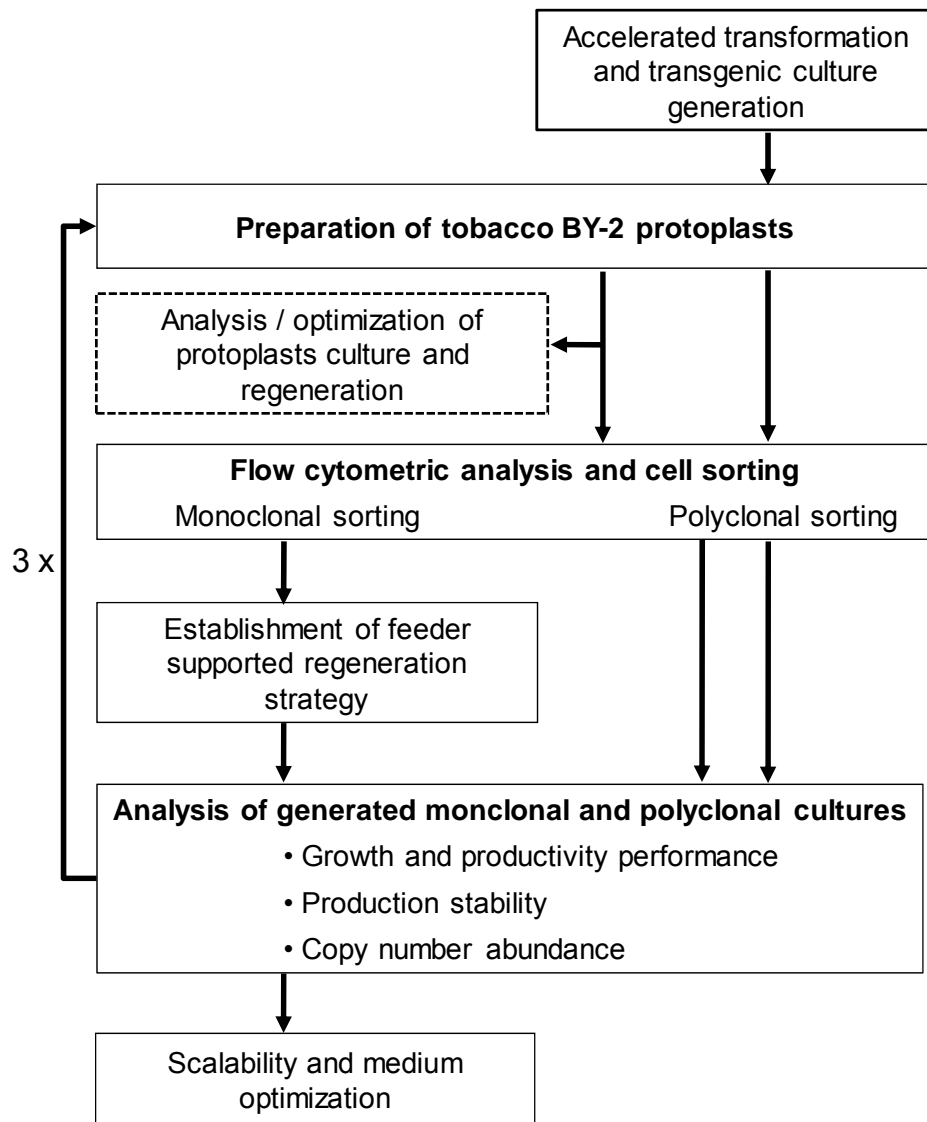 Accelerated transformation
and transgenic culture
generation
Preparation of tobacco BY-2 protoplasts
Analysis / optimization of
protoplasts culture and
regeneration
Flow cytometric analysis and cell sorting
Monoclonal sorting
Polyclonal sorting
3 x
Establishment of feeder
supported regeneration
strategy
Analysis of generated monclonal and polyclonal cultures
• Growth and productivity performance
• Production stability
• Copy number abundance
Scalability and medium
optimization